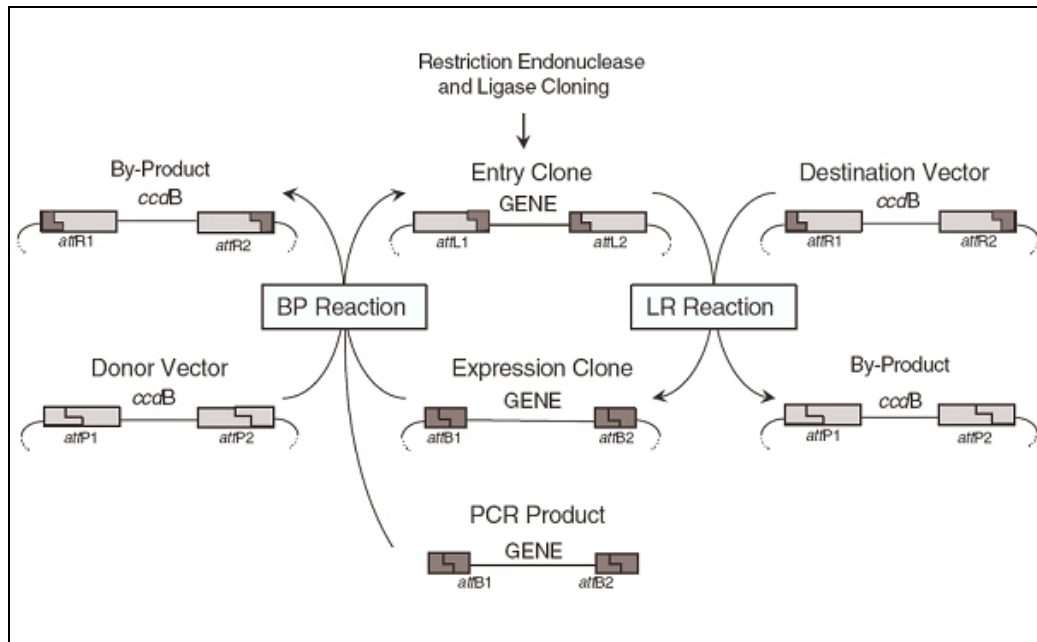 Restriction Endonuclease
and Ligase Cloning
By-Product
ccdB
attR1
attR2
Entry Clone
GENE
attL1
attL2
Destination Vector
ccdB
attR1
attR2
BP Reaction
LR Reaction
Donor Vector
ccdB
attP1
attP2
Expression Clone
GENE
attB1
attB2
By-Product
ccdB
attP1
attP2
PCR Product
GENE
attB1
attB2